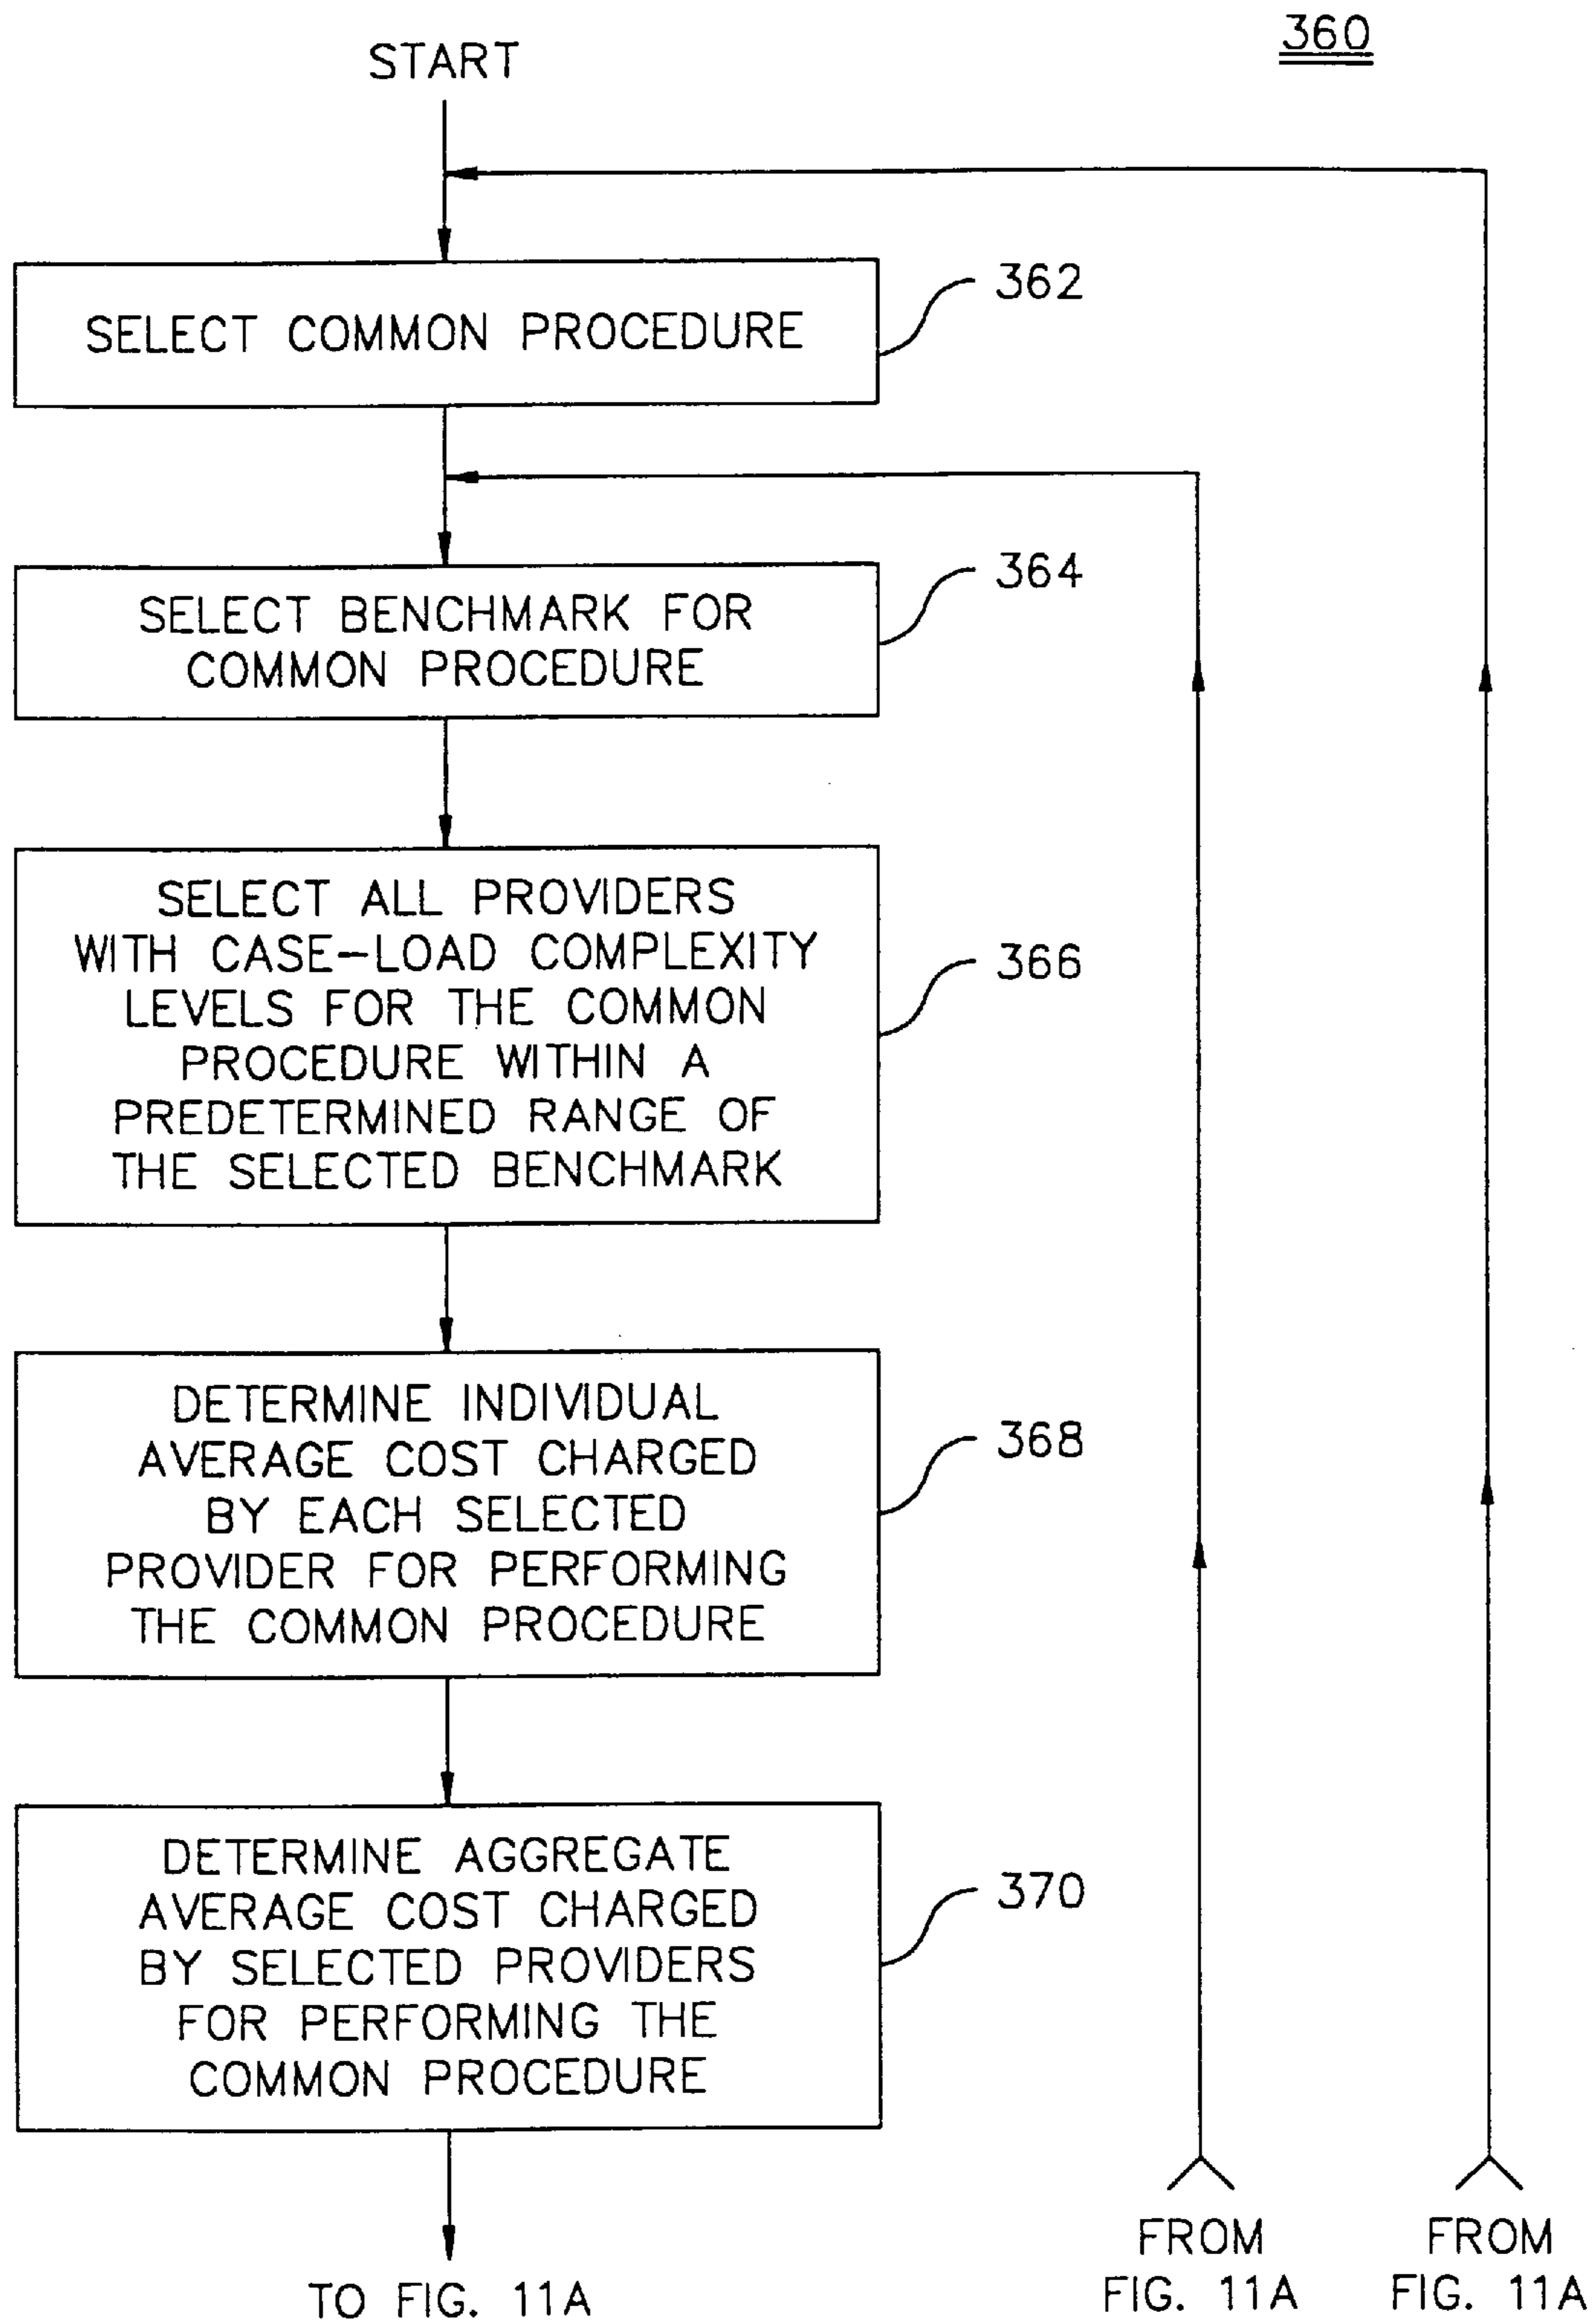 360
START
SELECT COMMON PROCEDURE
362
SELECT BENCHMARK FOR
COMMON PROCEDURE
364
SELECT ALL PROVIDERS
WITH CASE-LOAD COMPLEXITY
LEVELS FOR THE COMMON
PROCEDURE WITHIN A
PREDETERMINED RANGE OF
THE SELECTED BENCHMARK
366
DETERMINE INDIVIDUAL
AVERAGE COST CHARGED
BY EACH SELECTED
PROVIDER FOR PERFORMING
THE COMMON PROCEDURE
368
DETERMINE AGGREGATE
AVERAGE COST CHARGED
BY SELECTED PROVIDERS
FOR PERFORMING THE
COMMON PROCEDURE
370
TO FIG. 11A
FROM
FIG. 11A
FROM
FIG. 11A